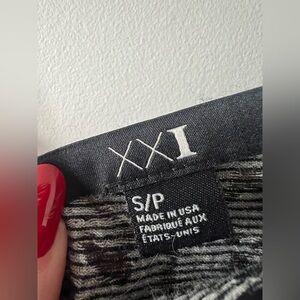 XXI
S/P
MADE IN USA
FABRIQUÉ AUX
ÉTATS-UNIS